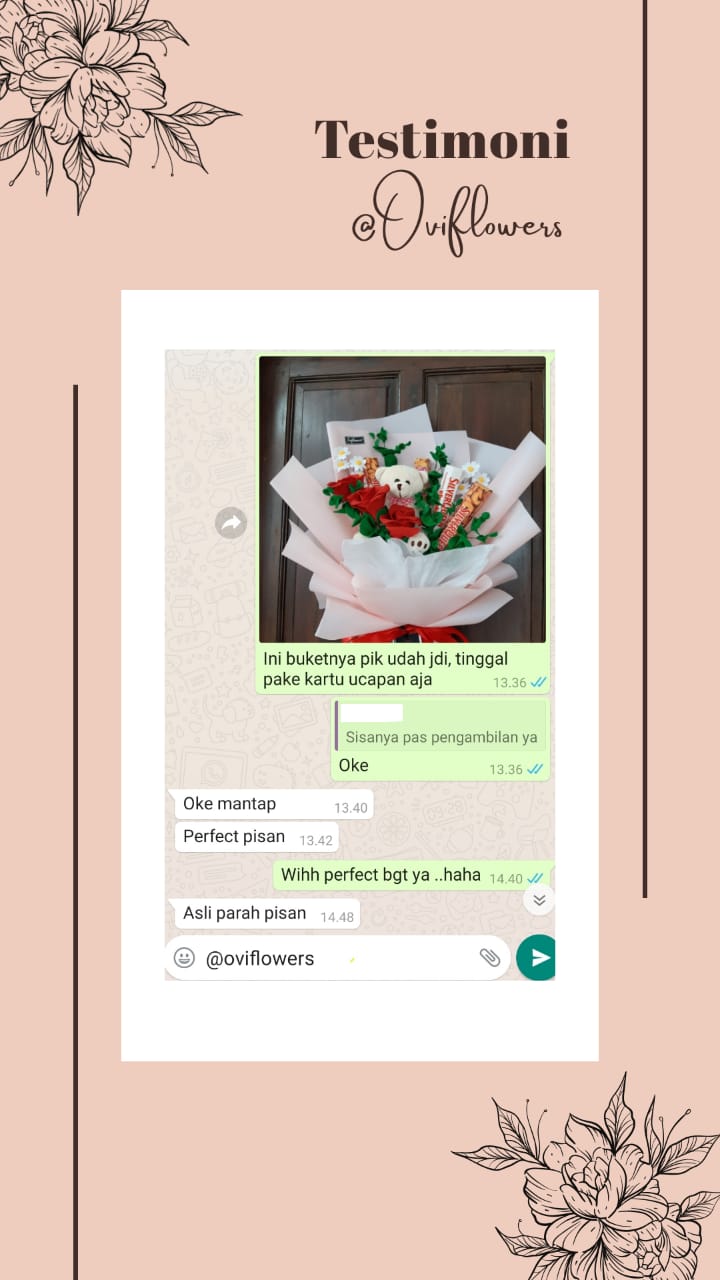 Testimoni
@Oviflowers
SILVERQUEEN
Ini buketnya pik udah jdi, tinggal
pake kartu ucapan aja
13.36
Sisanya pas pengambilan ya
Oke
13.36
Oke mantap
13.40
Perfect pisan
13.42
Wihh perfect bgt ya ..haha
14.40
Asli parah pisan
14.48
@oviflowers